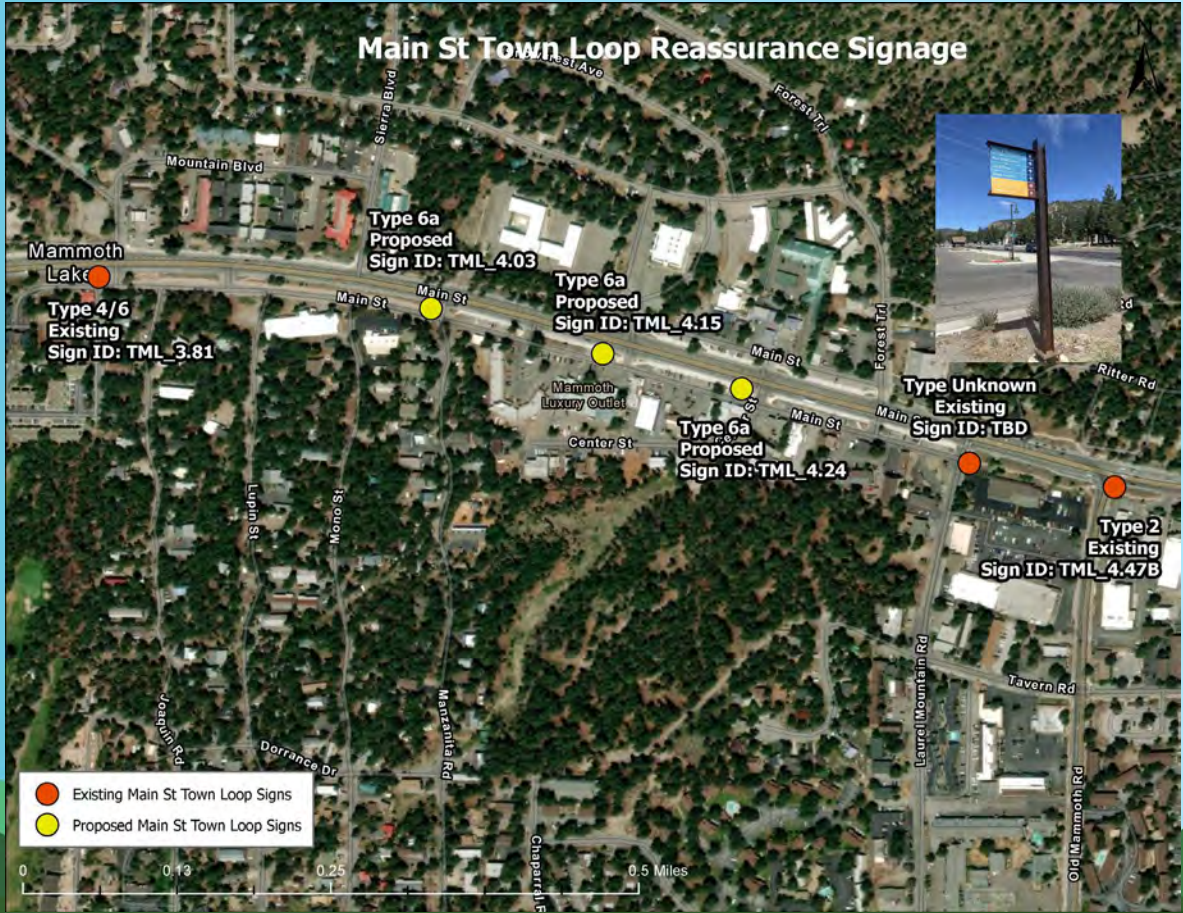 Main St Town Loop Reassurance Signage
Forest Trl
Sierra Blvd
Mountain Blvd
Type 6a
Proposed
Sign ID: TML_4.03
Mammoth
Lake
Type 4/6
Existing
Sign ID: TML_3.81
Main St
Main St
Type 6a
Proposed
Sign ID: TML_4.15
Main St
Forest Trl
Ritter Rd
Mammoth
Luxury Outlet
Type Unknown
Existing
Sign ID: TBD
Main St
Main
Center St
Type 6a
Proposed
Sign ID: TML_4.24
St
Type 2
Existing
Sign ID: TML_4.47B
Lupin St
Mono St
Laurel Mountain Rd
Tavern Rd
Joaquin Rd
Manzanita Rd
Dorrance Dr
Old Mammoth Rd
Chaparral R
Existing Main St Town Loop Signs
Proposed Main St Town Loop Signs
0 0.13 0.25 0.5 Miles
N